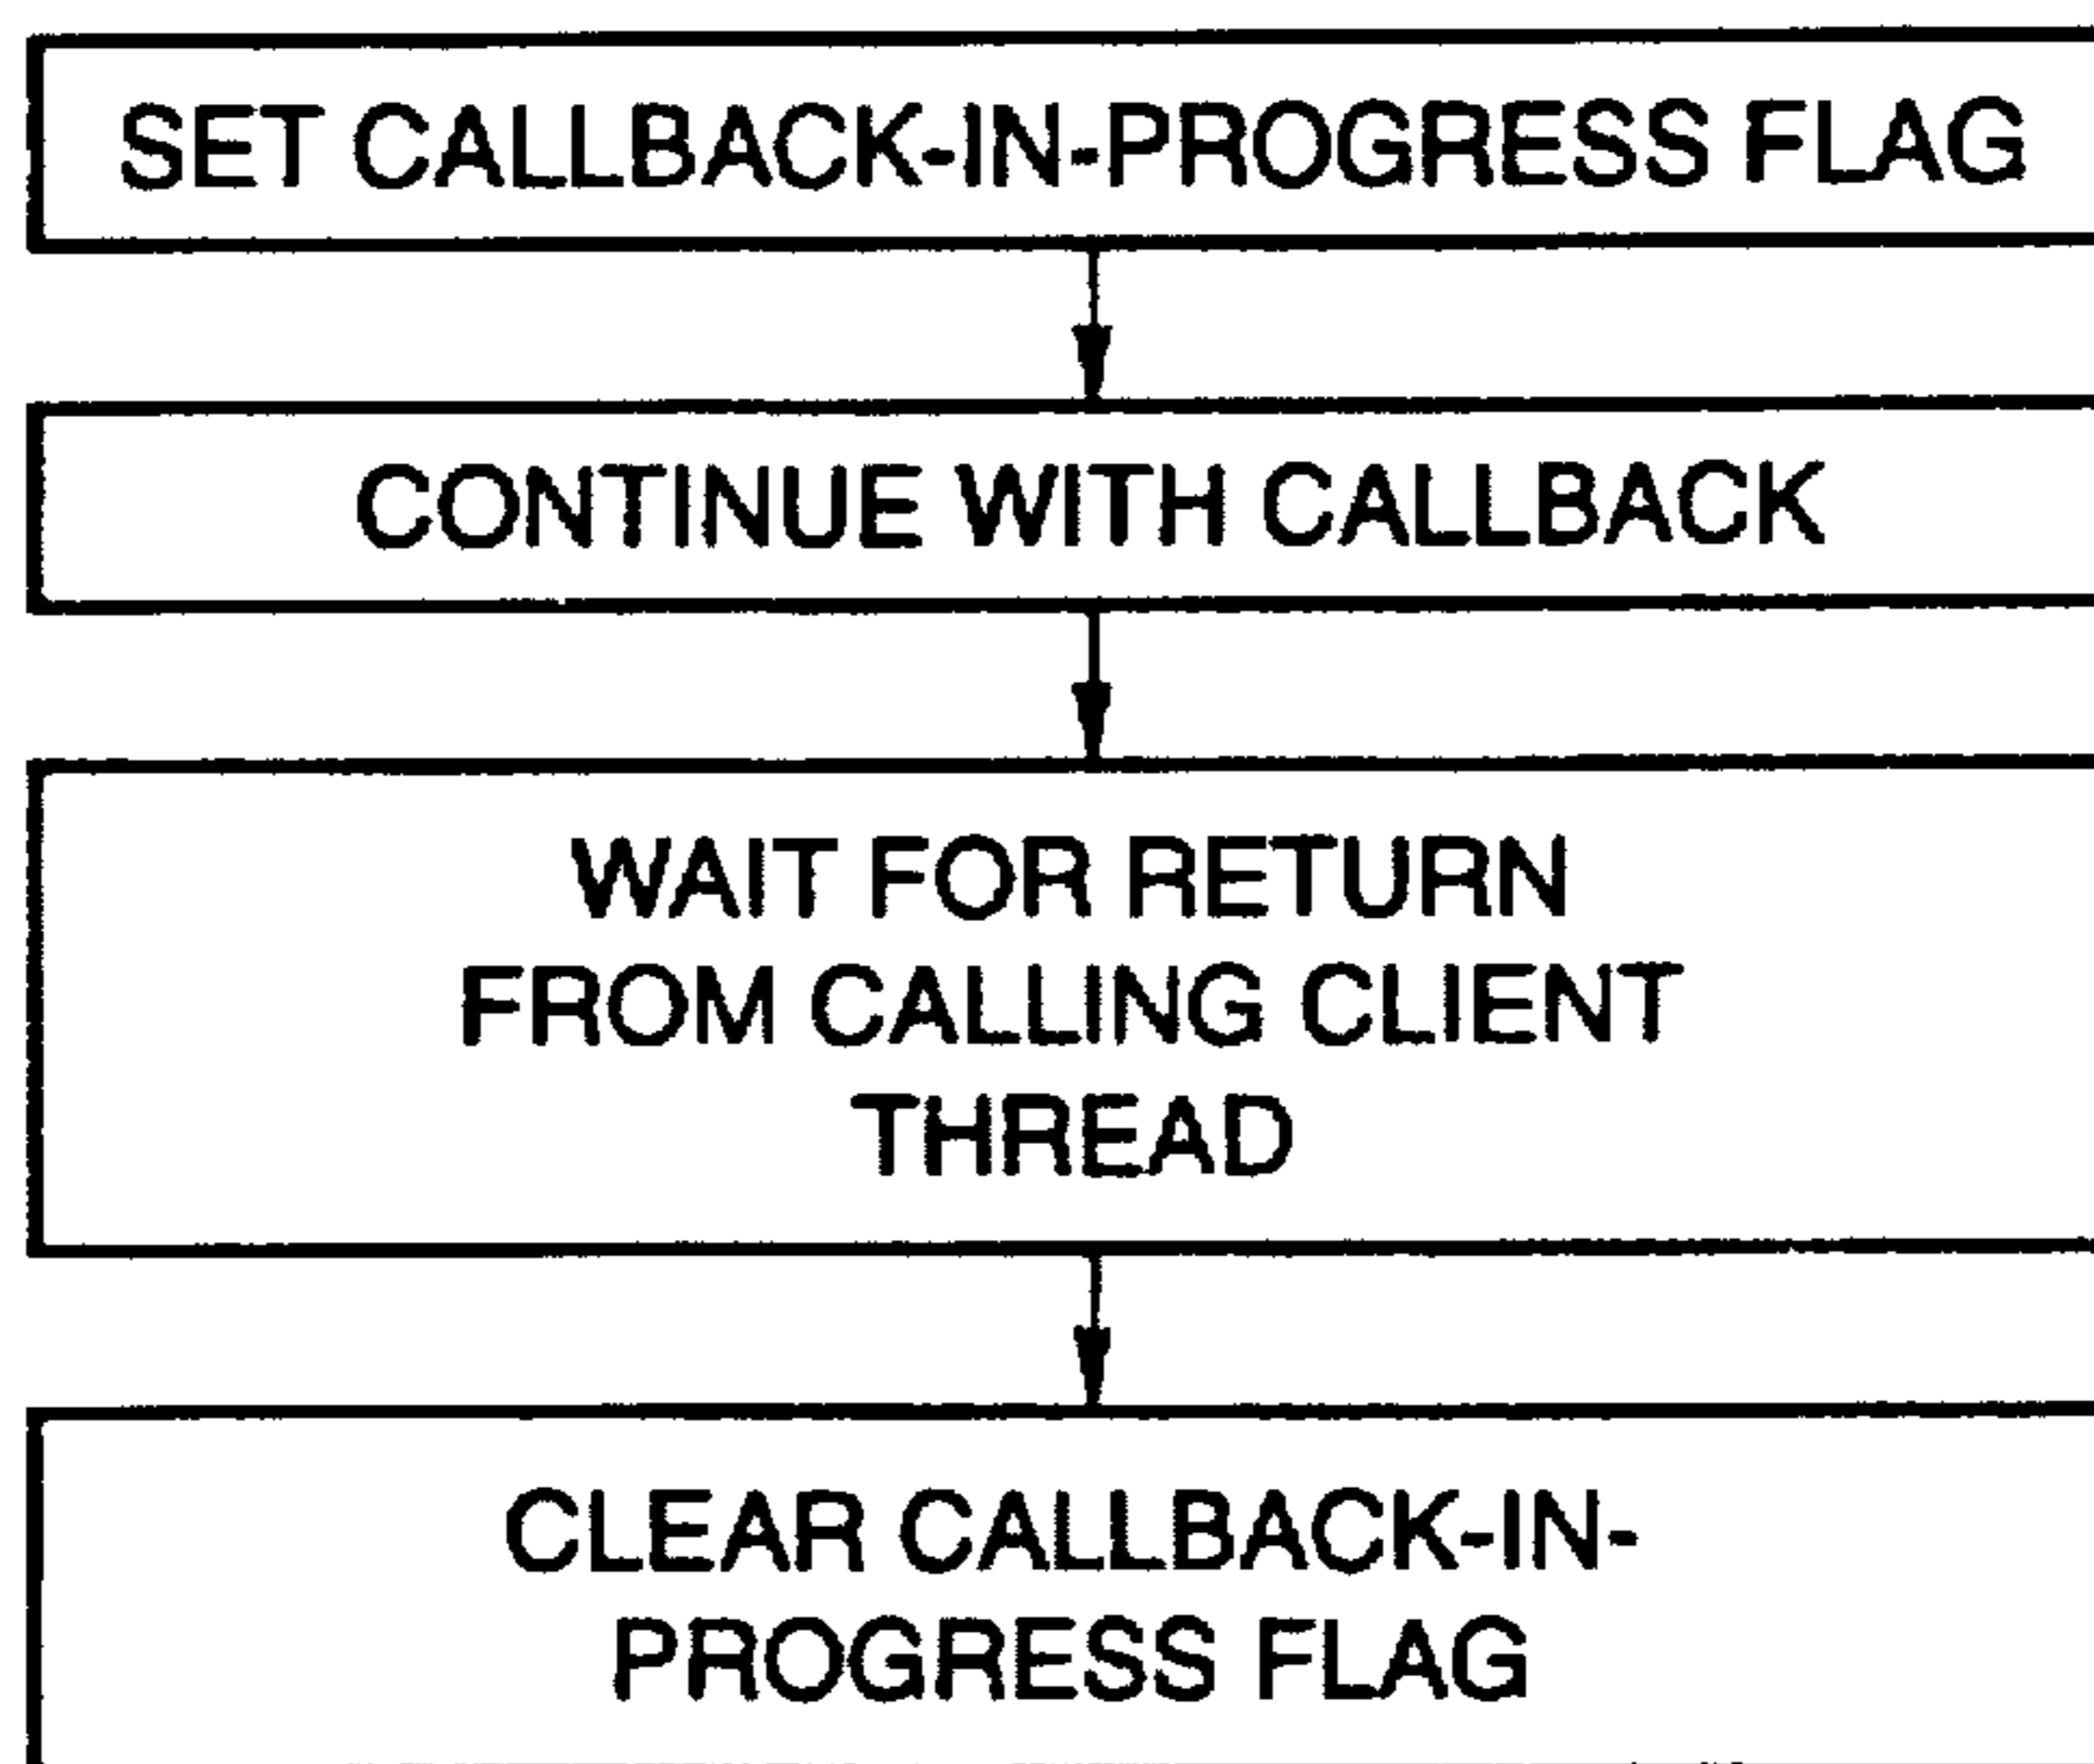 SET CALLBACK-IN-PROGRESS FLAG
CONTINUE WITH CALLBACK
WAIT FOR RETURN
FROM CALLING CLIENT
THREAD
CLEAR CALLBACK-IN-
PROGRESS FLAG